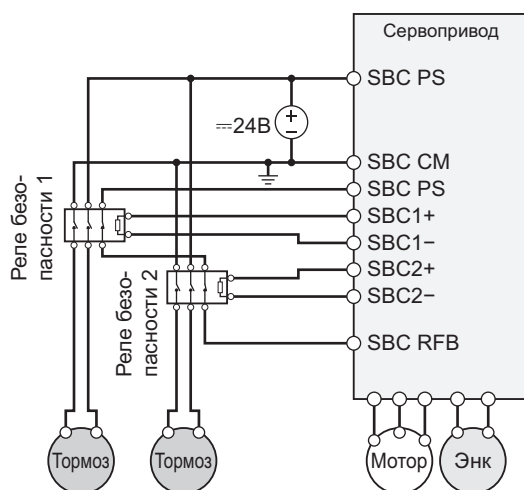 Сервопривод
SBC PS
⎓24В
SBC CM
SBC PS
SBC1+
SBC1−
SBC2+
SBC2−
SBC RFB
Реле безо-
пасности 1
Реле безо-
пасности 2
Тормоз
Тормоз
Мотор
Энк